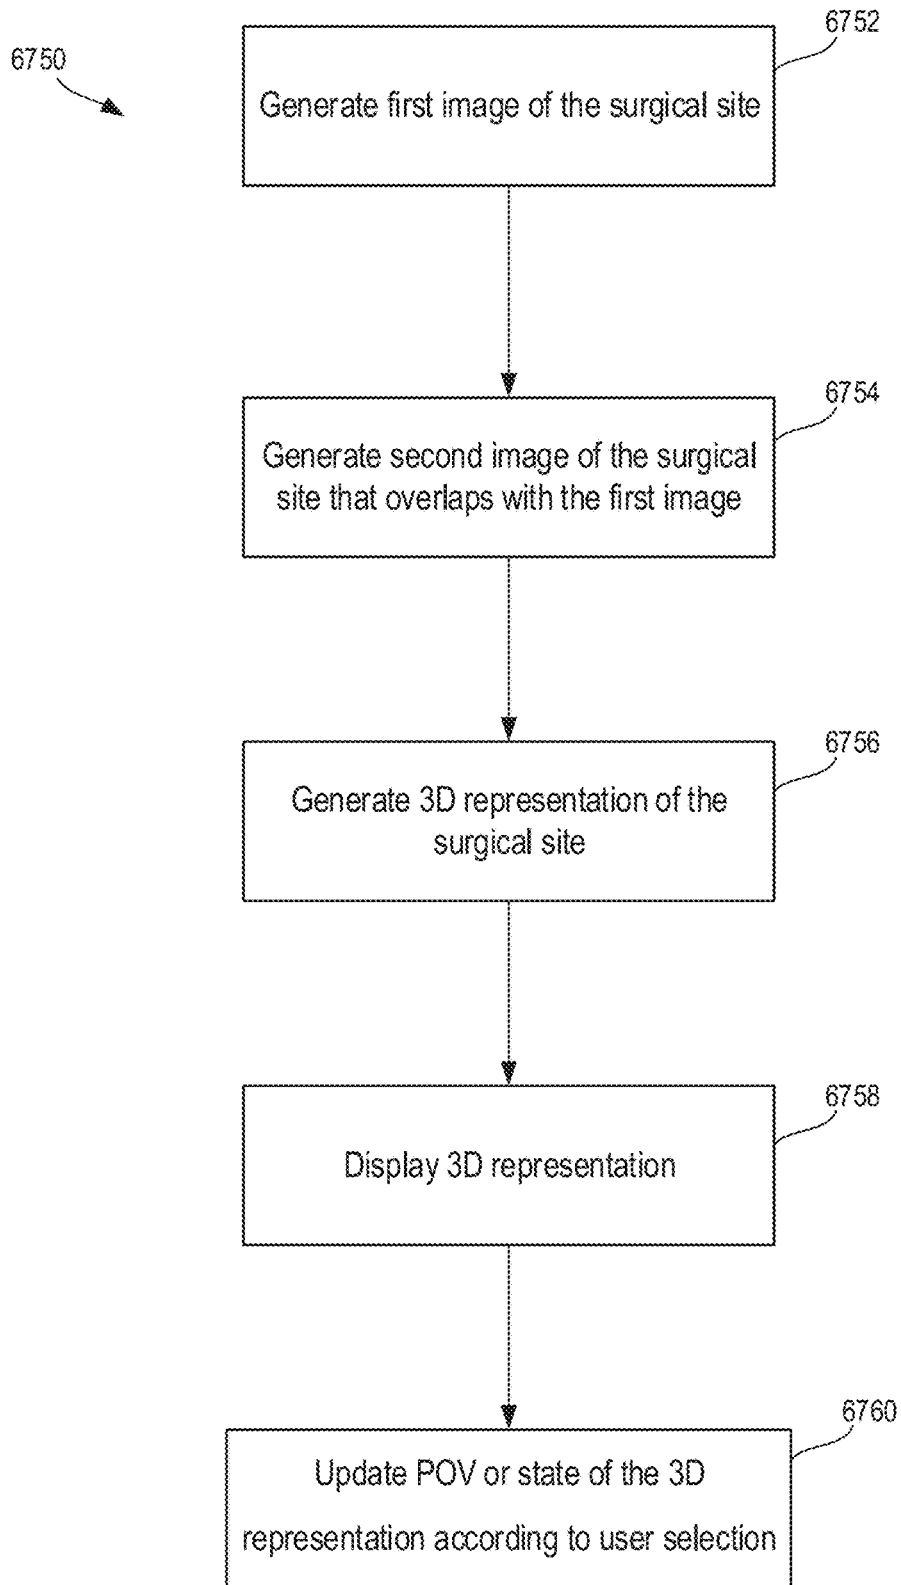 6752
6750
Generate first image of the surgical site
6754
Generate second image of the surgical
site that overlaps with the first image
6756
Generate 3D representation of the
surgical site
6758
Display 3D representation
6760
Update POV or state of the 3D
representation according to user selection